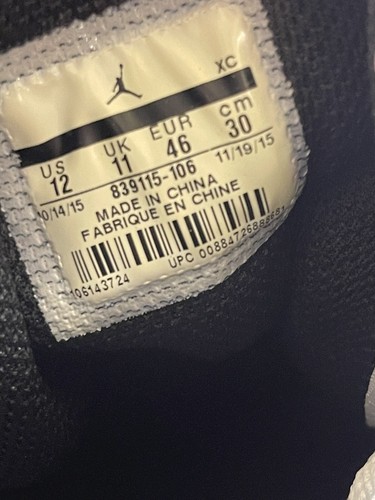 XC
US UK EUR cm
12 11 46 30
10/14/15 839115-106 11/19/15
MADE IN CHINA
FABRIQUE EN CHINE
106143724